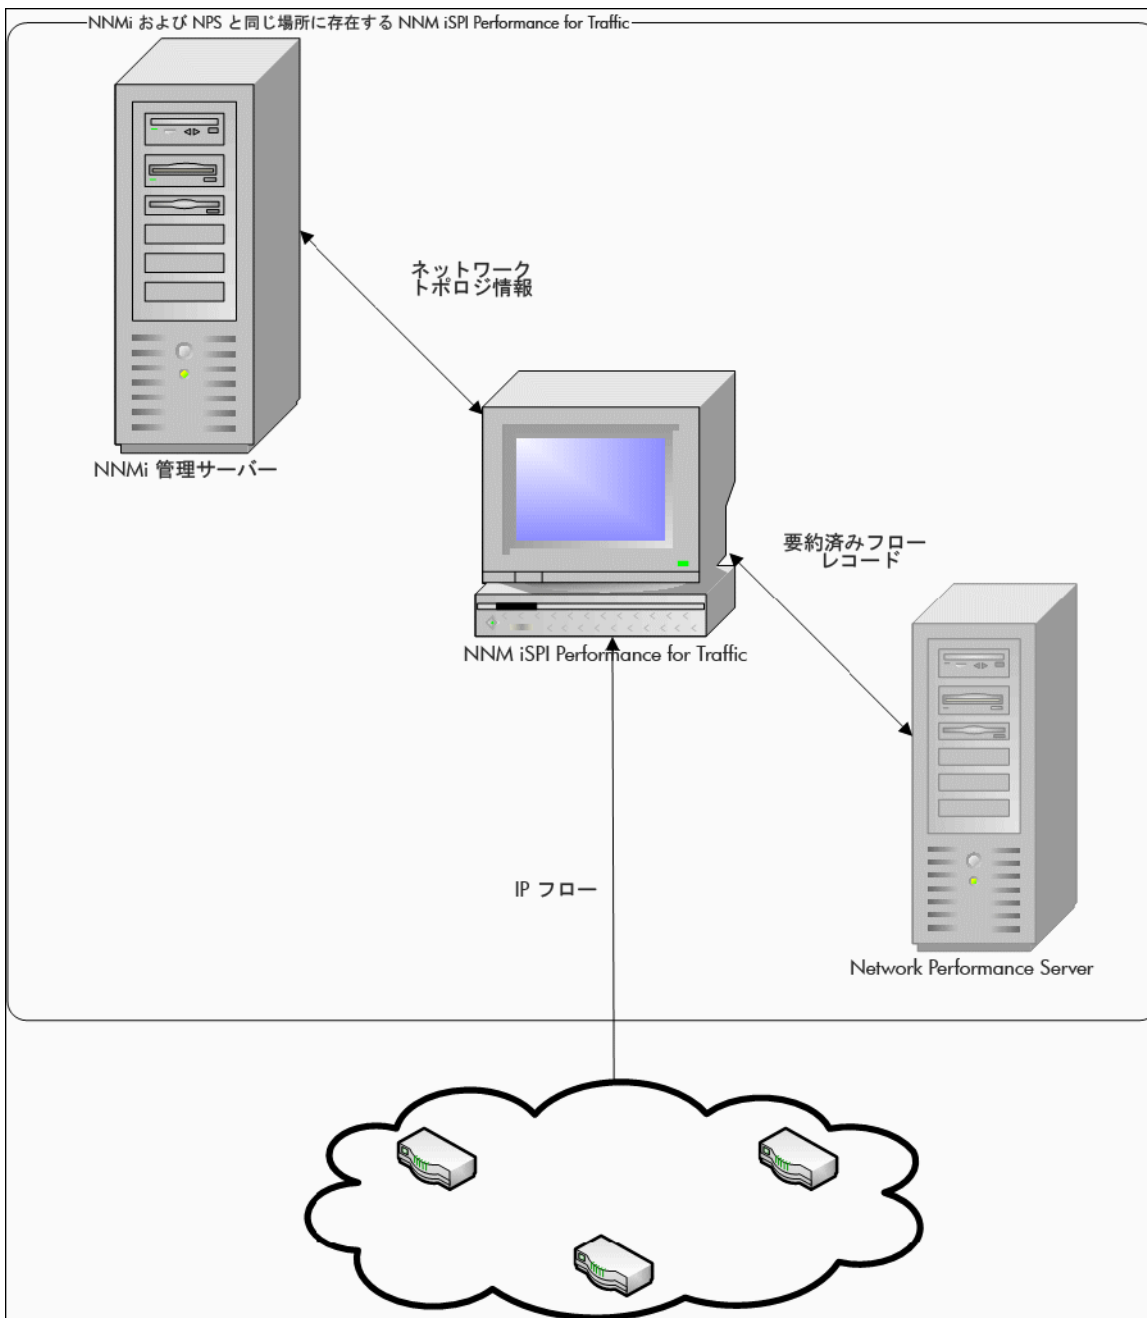 NNMi および NPS と同じ場所に存在する NNM iSPI Performance for Traffic
ネットワーク
トポロジ情報
NNMi 管理サーバー
要約済みフロー
レコード
NNM iSPI Performance for Traffic
IP フロー
Network Performance Server